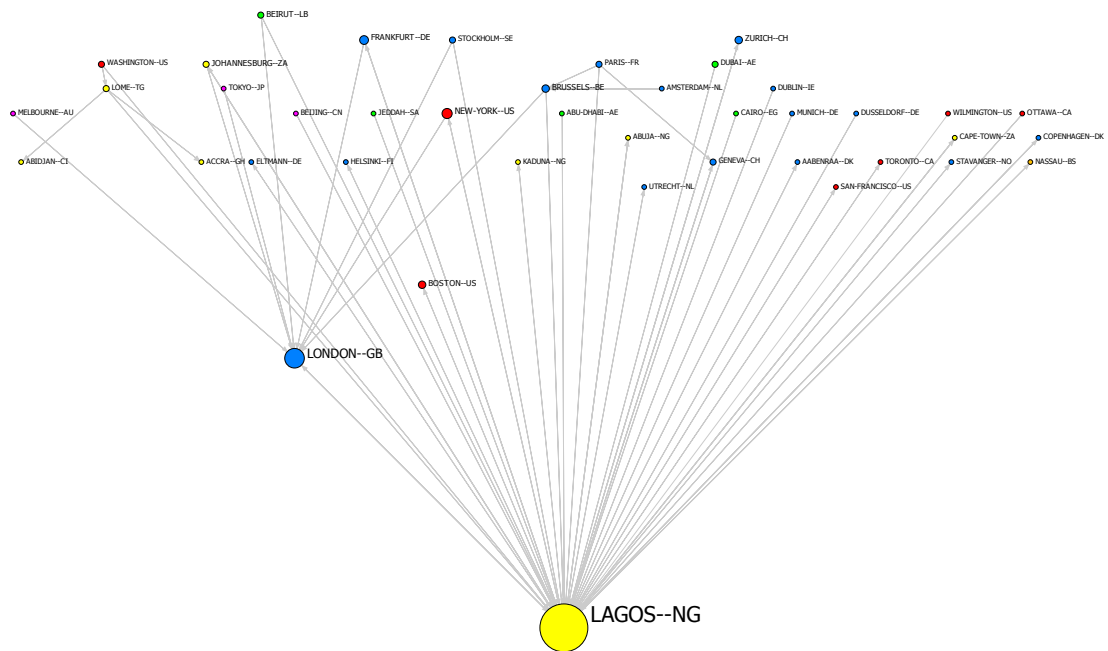 BEIRUT--LB
FRANKFURT--DE
STOCKHOLM--SE
ZURICH--CH
WASHINGTON--US
JOHANNESBURG--ZA
PARIS--FR
DUBAI--AE
LOME--TG
TOKYO--JP
BRUSSELS--BE
AMSTERDAM--NL
DUBLIN--IE
MELBOURNE--AU
BEIJING--CN
JEDDAH--SA
NEW-YORK--US
ABU-DHABI--AE
CAIRO--EG
MUNICH--DE
DUSSELDORF--DE
WILMINGTON--US
OTTAWA--CA
ABUJA--NG
CAPE-TOWN--ZA
COPENHAGEN--DK
ABIDJAN--CI
ACCRA--GH
ELTMANN--DE
HELSINKI--FI
KADUNA--NG
GENEVA--CH
AABENRAA--DK
TORONTO--CA
STAVANGER--NO
NASSAU--BS
UTRECHT--NL
SAN-FRANCISCO--US
BOSTON--US
LONDON--GB
LAGOS--NG